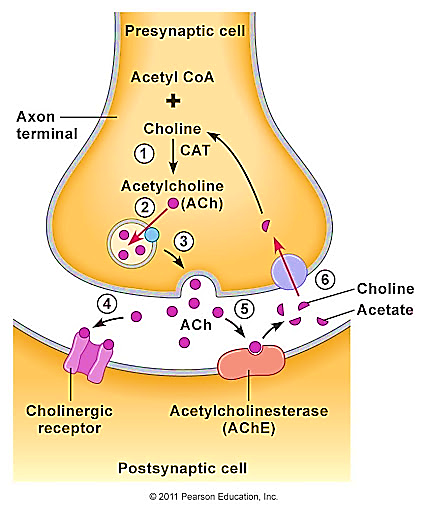 Presynaptic cell
Acetyl CoA
+
Axon
terminal
Choline
1
CAT
Acetylcholine
(ACh)
2
3
6
4
ACh
5
Choline
Acetate
Cholinergic
receptor
Acetylcholinesterase
(AChE)
Postsynaptic cell
© 2011 Pearson Education, Inc.